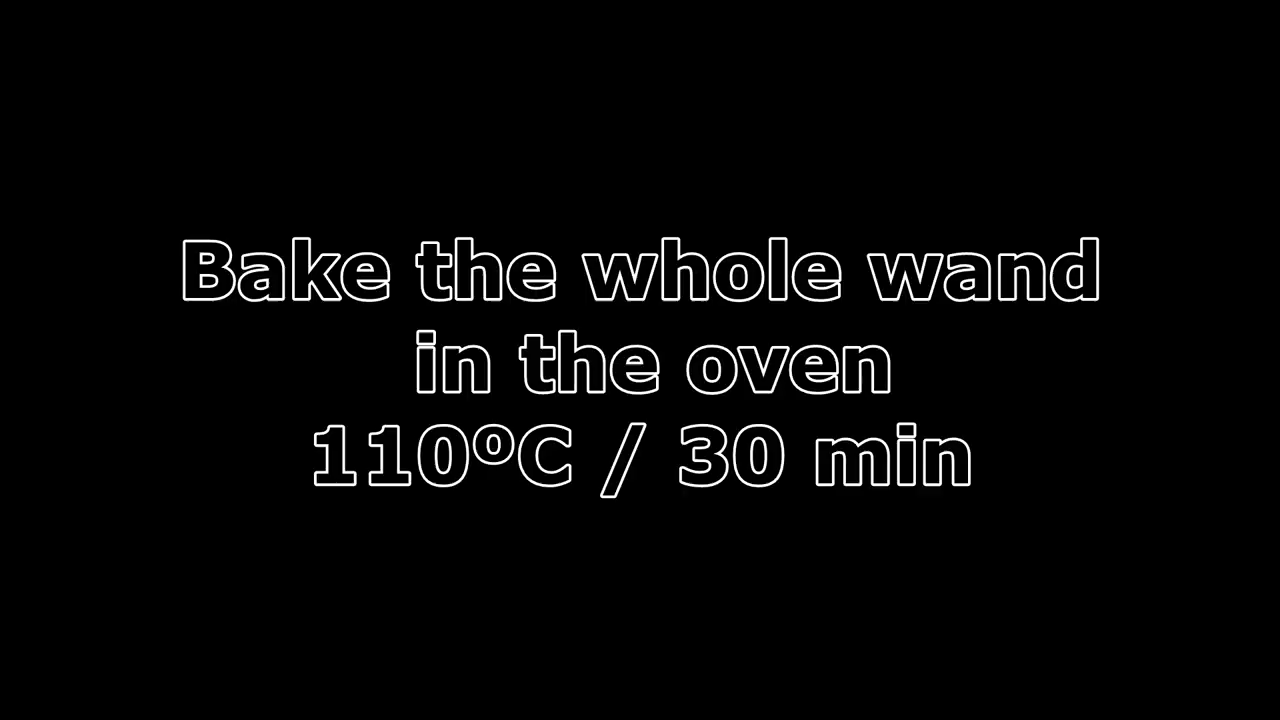 Bake the whole wand
in the oven
110ºC / 30 min